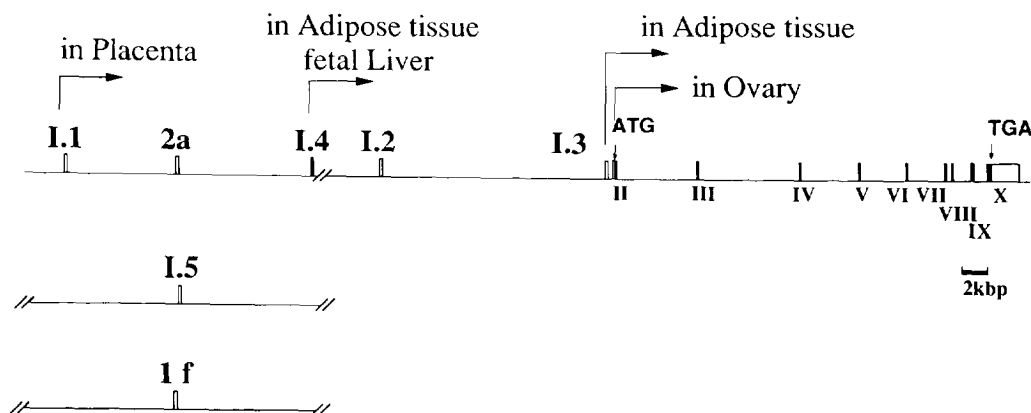 in Placenta
in Adipose tissue
fetal Liver
in Adipose tissue
in Ovary
I.1
2a
I.4
I.2
I.3
ATG
TGA
II
III
IV
V
VI
VII
VIII
IX
X
2kbp
I.5
1 f